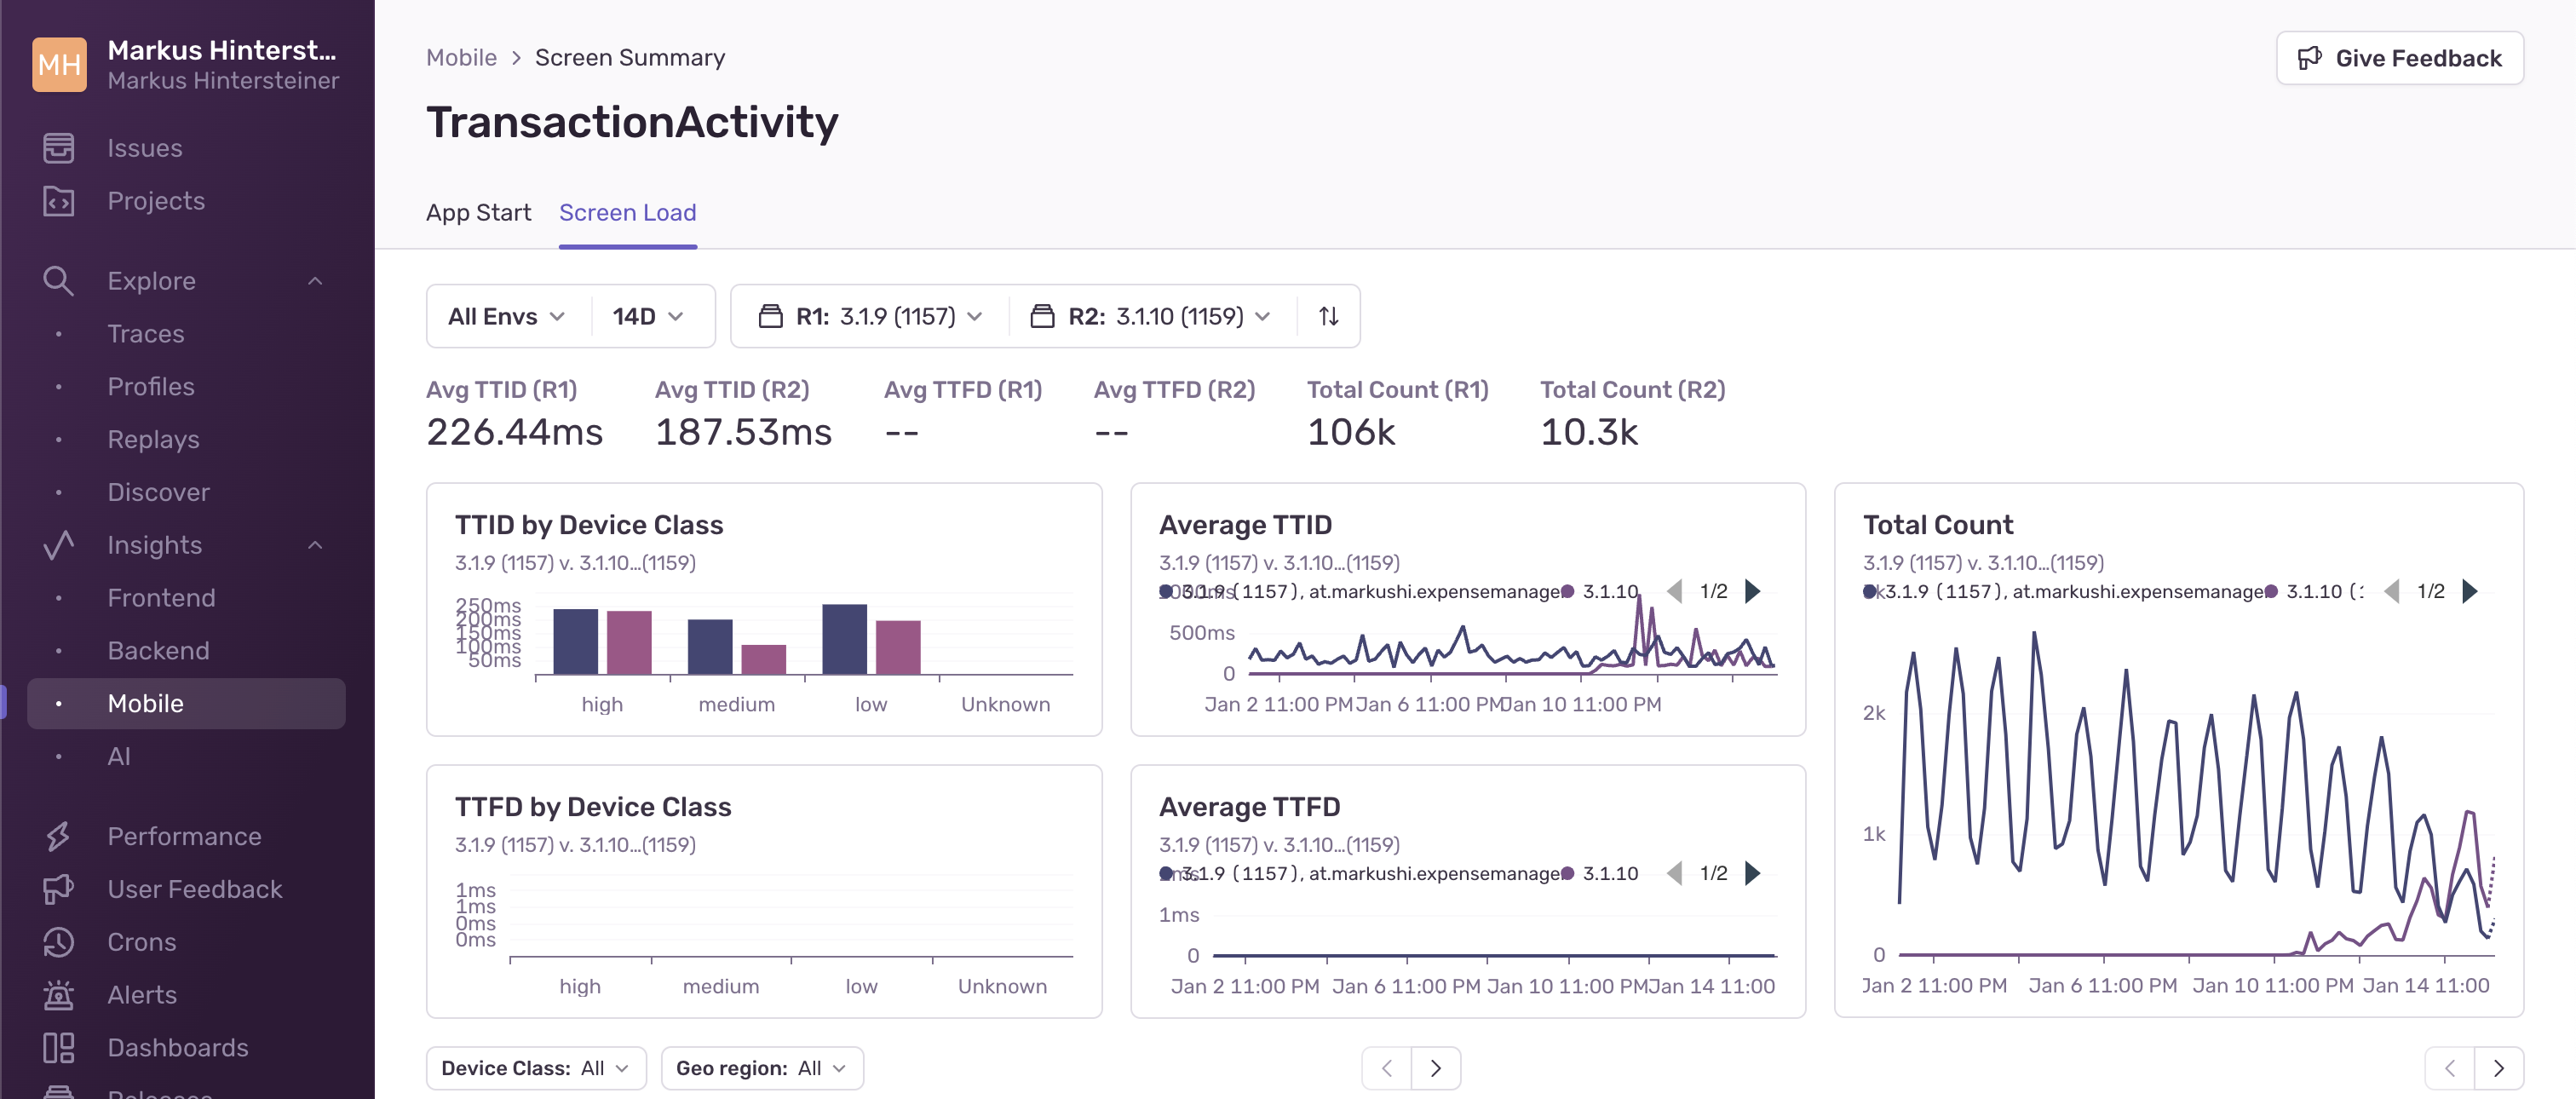 MH
Markus Hinterst...
Markus Hintersteiner
Issues
Projects
Explore
Traces
Profiles
Replays
Discover
Insights
Frontend
Backend
Mobile
AI
Performance
User Feedback
Crons
Alerts
Dashboards
Releases
Mobile > Screen Summary
Give Feedback
TransactionActivity
App Start Screen Load
All Envs 14D R1: 3.1.9 (1157) R2: 3.1.10 (1159)
Avg TTID (R1) Avg TTID (R2) Avg TTFD (R1) Avg TTFD (R2) Total Count (R1) Total Count (R2)
226.44ms 187.53ms -- -- 106k 10.3k
TTID by Device Class
3.1.9 (1157) v. 3.1.10...(1159)
250ms
200ms
150ms
100ms
50ms
high medium low Unknown
Average TTID
3.1.9 (1157) v. 3.1.10...(1159)
3.1.9 (1157), at.markushi.expensemanage 3.1.10 1/2
500ms
0
Jan 2 11:00 PM Jan 6 11:00 PM Jan 10 11:00 PM
Total Count
3.1.9 (1157) v. 3.1.10...(1159)
3.1.9 (1157), at.markushi.expensemanage 3.1.10 ( 1/2
2k
1k
0
Jan 2 11:00 PM Jan 6 11:00 PM Jan 10 11:00 PM Jan 14 11:00
TTFD by Device Class
3.1.9 (1157) v. 3.1.10...(1159)
1ms
1ms
0ms
0ms
high medium low Unknown
Average TTFD
3.1.9 (1157) v. 3.1.10...(1159)
3.1.9 (1157), at.markushi.expensemanage 3.1.10 1/2
1ms
0
Jan 2 11:00 PM Jan 6 11:00 PM Jan 10 11:00 PM Jan 14 11:00
Device Class: All Geo region: All